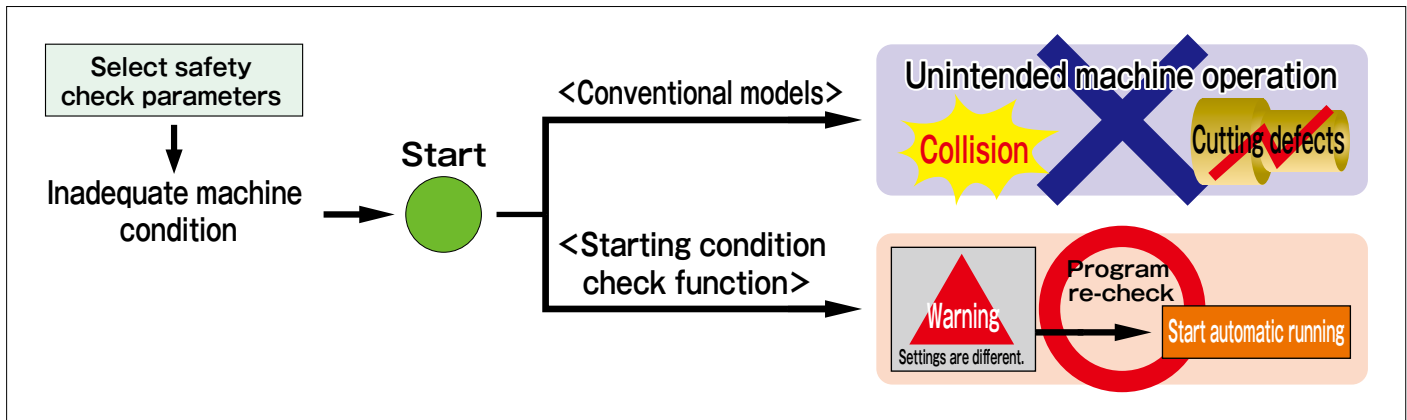 Select safety
check parameters
Inadequate machine
condition
Start
<Conventional models>
Unintended machine operation
Collision
Cutting defects
<Starting condition
check function>
Warning
Settings are different.
Program
re-check
Start automatic running